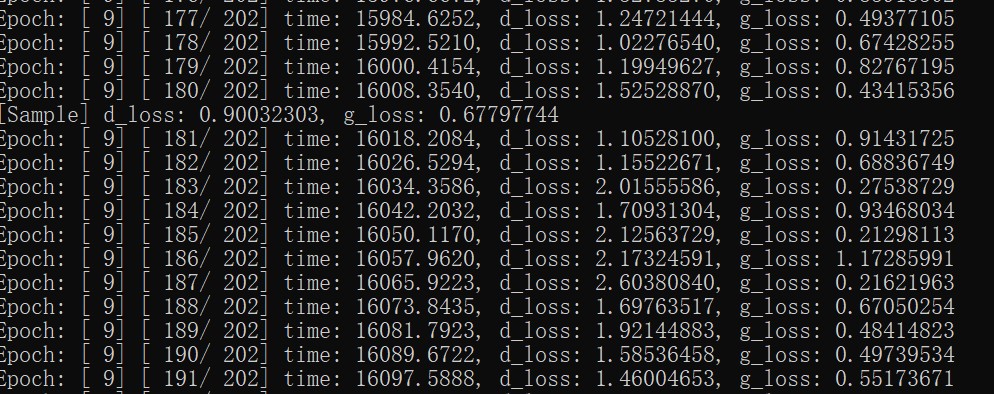 Epoch: [ 9] [ 177/ 202] time: 15984.6252, d_loss: 1.24721444, g_loss: 0.49377105
Epoch: [ 9] [ 178/ 202] time: 15992.5210, d_loss: 1.02276540, g_loss: 0.67428255
Epoch: [ 9] [ 179/ 202] time: 16000.4154, d_loss: 1.19949627, g_loss: 0.82767195
Epoch: [ 9] [ 180/ 202] time: 16008.3540, d_loss: 1.52528870, g_loss: 0.43415356
[Sample] d_loss: 0.90032303, g_loss: 0.67797744
Epoch: [ 9] [ 181/ 202] time: 16018.2084, d_loss: 1.10528100, g_loss: 0.91431725
Epoch: [ 9] [ 182/ 202] time: 16026.5294, d_loss: 1.15522671, g_loss: 0.68836749
Epoch: [ 9] [ 183/ 202] time: 16034.3586, d_loss: 2.01555586, g_loss: 0.27538729
Epoch: [ 9] [ 184/ 202] time: 16042.2032, d_loss: 1.70931304, g_loss: 0.93468034
Epoch: [ 9] [ 185/ 202] time: 16050.1170, d_loss: 2.12563729, g_loss: 0.21298113
Epoch: [ 9] [ 186/ 202] time: 16057.9620, d_loss: 2.17324591, g_loss: 1.17285991
Epoch: [ 9] [ 187/ 202] time: 16065.9223, d_loss: 2.60380840, g_loss: 0.21621963
Epoch: [ 9] [ 188/ 202] time: 16073.8435, d_loss: 1.69763517, g_loss: 0.67050254
Epoch: [ 9] [ 189/ 202] time: 16081.7923, d_loss: 1.92144883, g_loss: 0.48414823
Epoch: [ 9] [ 190/ 202] time: 16089.6722, d_loss: 1.58536458, g_loss: 0.49739534
Epoch: [ 9] [ 191/ 202] time: 16097.5888, d_loss: 1.46004653, g_loss: 0.55173671